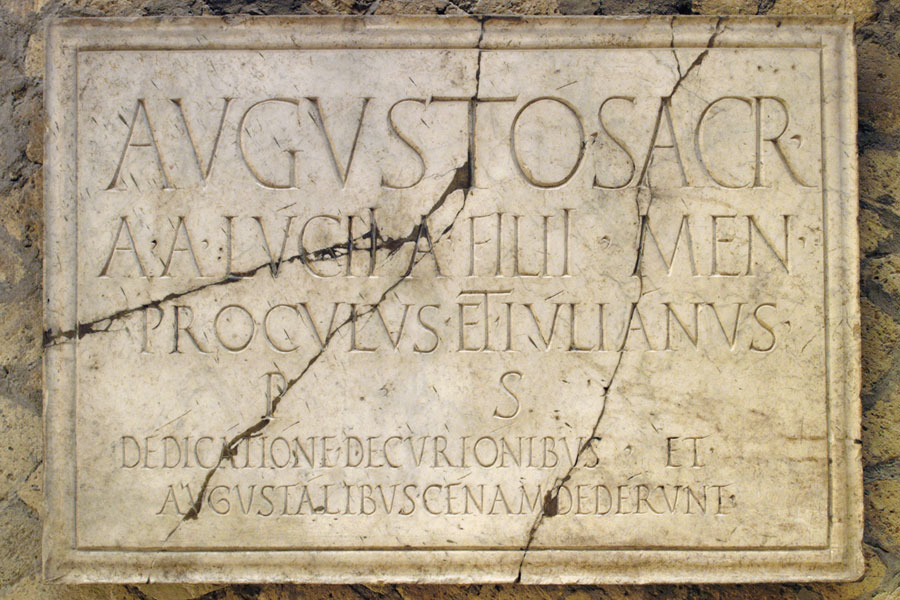 AVGVSTO SACR·
A·A·LVCII·A·FILII·MEN
PROCVLVS·ET·IVLIANVS·
P S
DEDICATIONE·DECVRIONIBVS·ET·
AVGVSTALIBVS·CENAM·DEDERVNT·